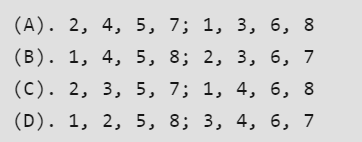 (A). 2, 4, 5, 7; 1, 3, 6, 8
(B). 1, 4, 5, 8; 2, 3, 6, 7
(C). 2, 3, 5, 7; 1, 4, 6, 8
(D). 1, 2, 5, 8; 3, 4, 6, 7